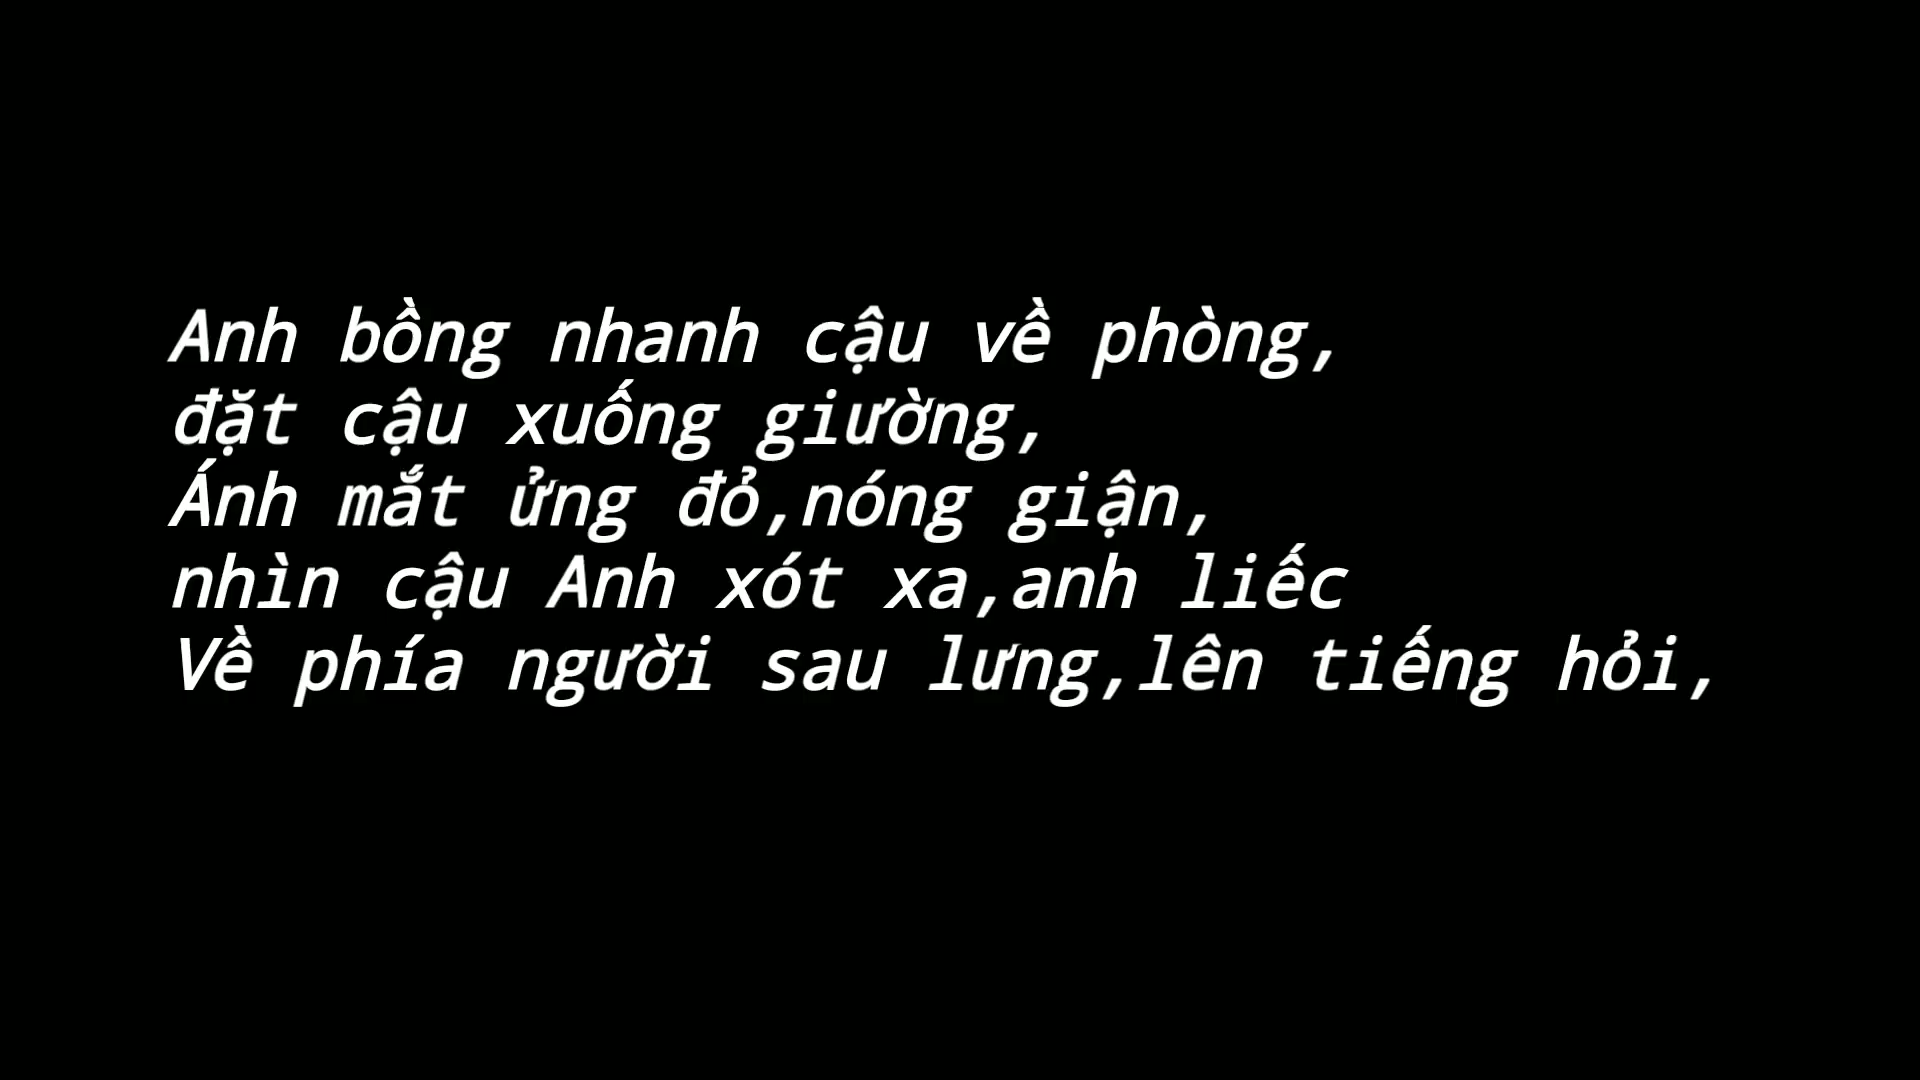 Anh bồng nhanh cậu về phòng,
đặt cậu xuống giường,
Ánh mắt ửng đỏ,nóng giận,
nhìn cậu Anh xót xa,anh liếc
Về phía người sau lưng,lên tiếng hỏi,